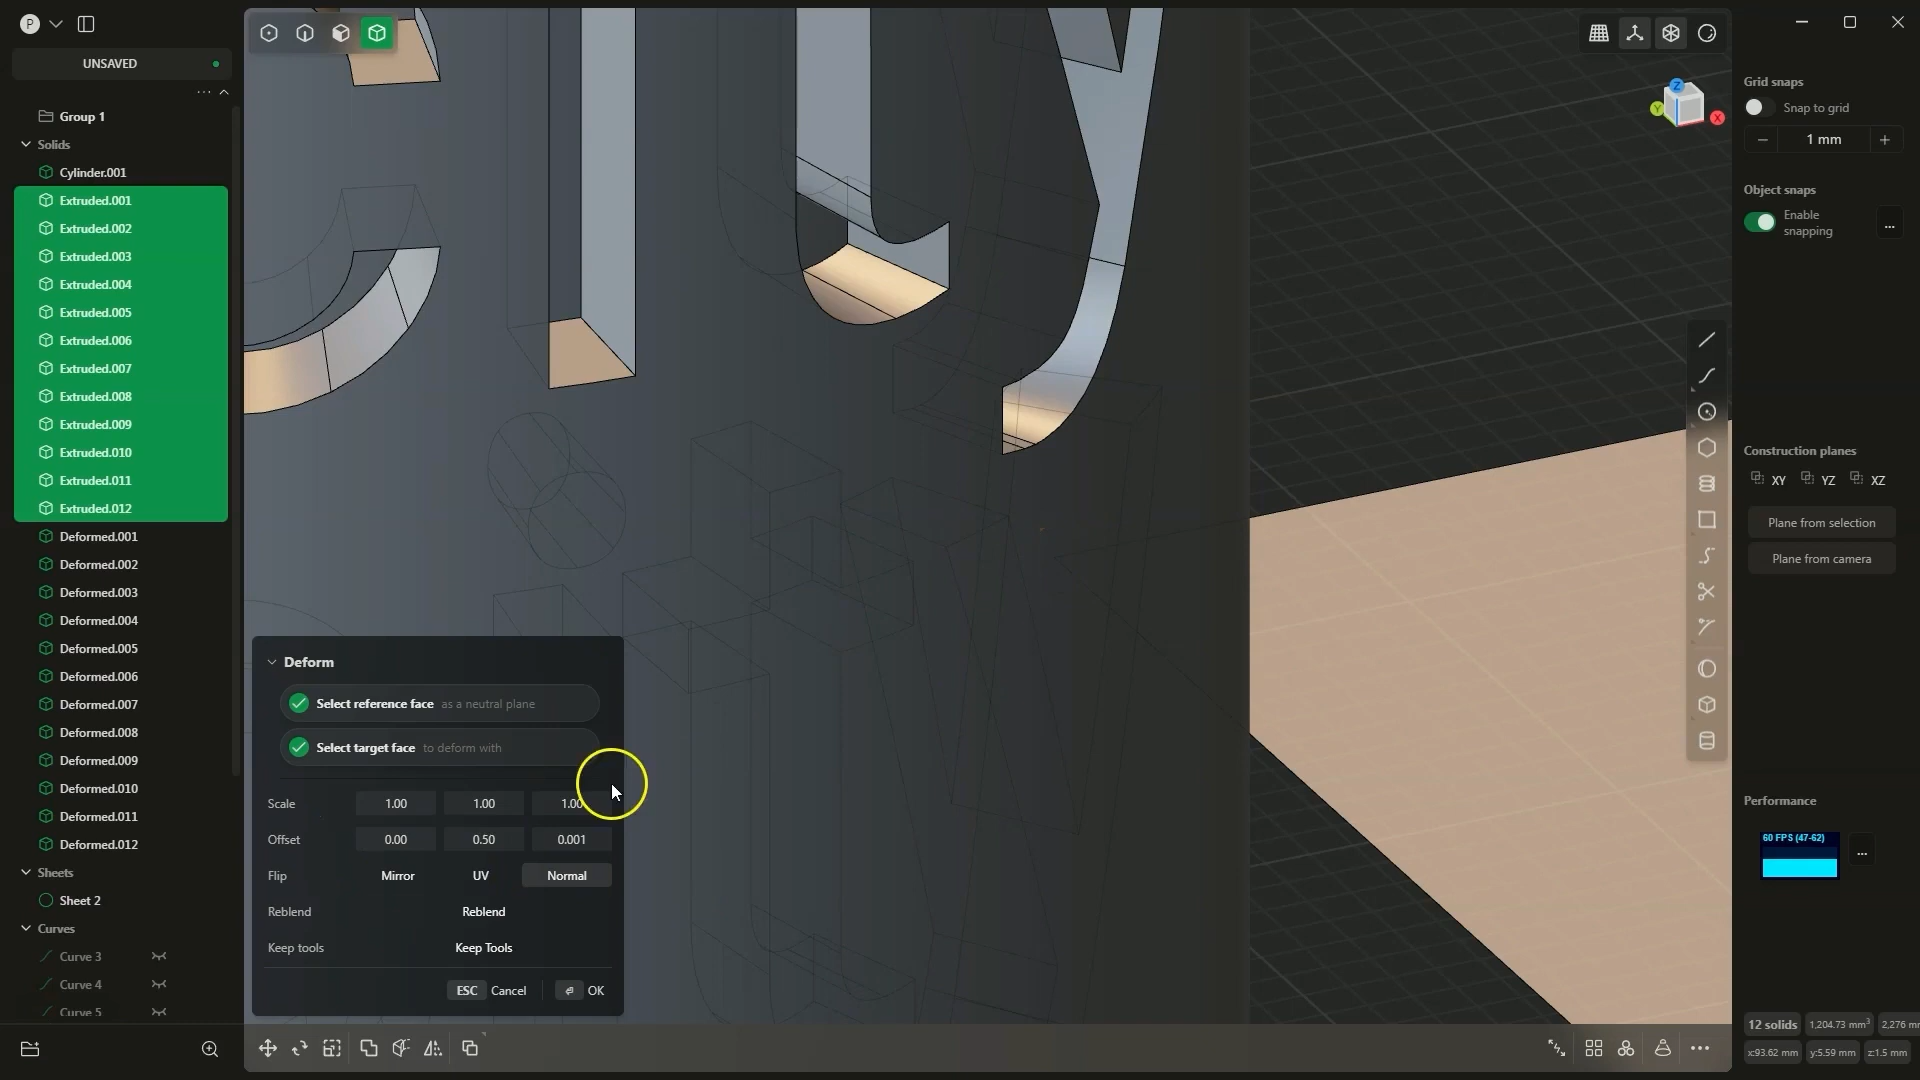 P
UNSAVED
Group 1
Solids
Cylinder.001
Extruded.001
Extruded.002
Extruded.003
Extruded.004
Extruded.005
Extruded.006
Extruded.007
Extruded.008
Extruded.009
Extruded.010
Extruded.011
Extruded.012
Deformed.001
Deformed.002
Deformed.003
Deformed.004
Deformed.005
Deformed.006
Deformed.007
Deformed.008
Deformed.009
Deformed.010
Deformed.011
Deformed.012
Sheets
Sheet 2
Curves
Curve 3
Curve 4
Curve 5
Deform
Select reference face as a neutral plane
Select target face to deform with
Scale 1.00 1.00 1.00
Offset 0.00 0.50 0.001
Flip Mirror UV Normal
Reblend Reblend
Keep tools Keep Tools
ESC Cancel OK
Z
Y
X
Grid snaps
Snap to grid
1 mm
Object snaps
Enable
snapping
...
Construction planes
XY YZ XZ
Plane from selection
Plane from camera
Performance
60 FPS (47-62)
...
12 solids 1,204.73 mm³ 2,276 mm
x:93.62 mm y:5.59 mm z:1.5 mm